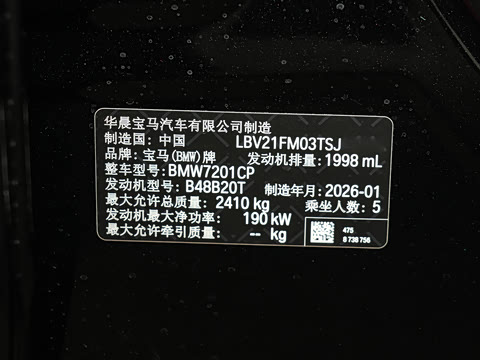 华晨宝马汽车有限公司制造
制造国: 中国 LBV21FM03TSJ
品牌: 宝马(BMW)牌 发动机排量: 1998 mL
整车型号: BMW7201CP
发动机型号: B48B20T 制造年月: 2026-01
最大允许总质量: 2410 kg 乘坐人数: 5
发动机最大净功率: 190 kW
最大允许牵引质量: -- kg
475
8 738 756